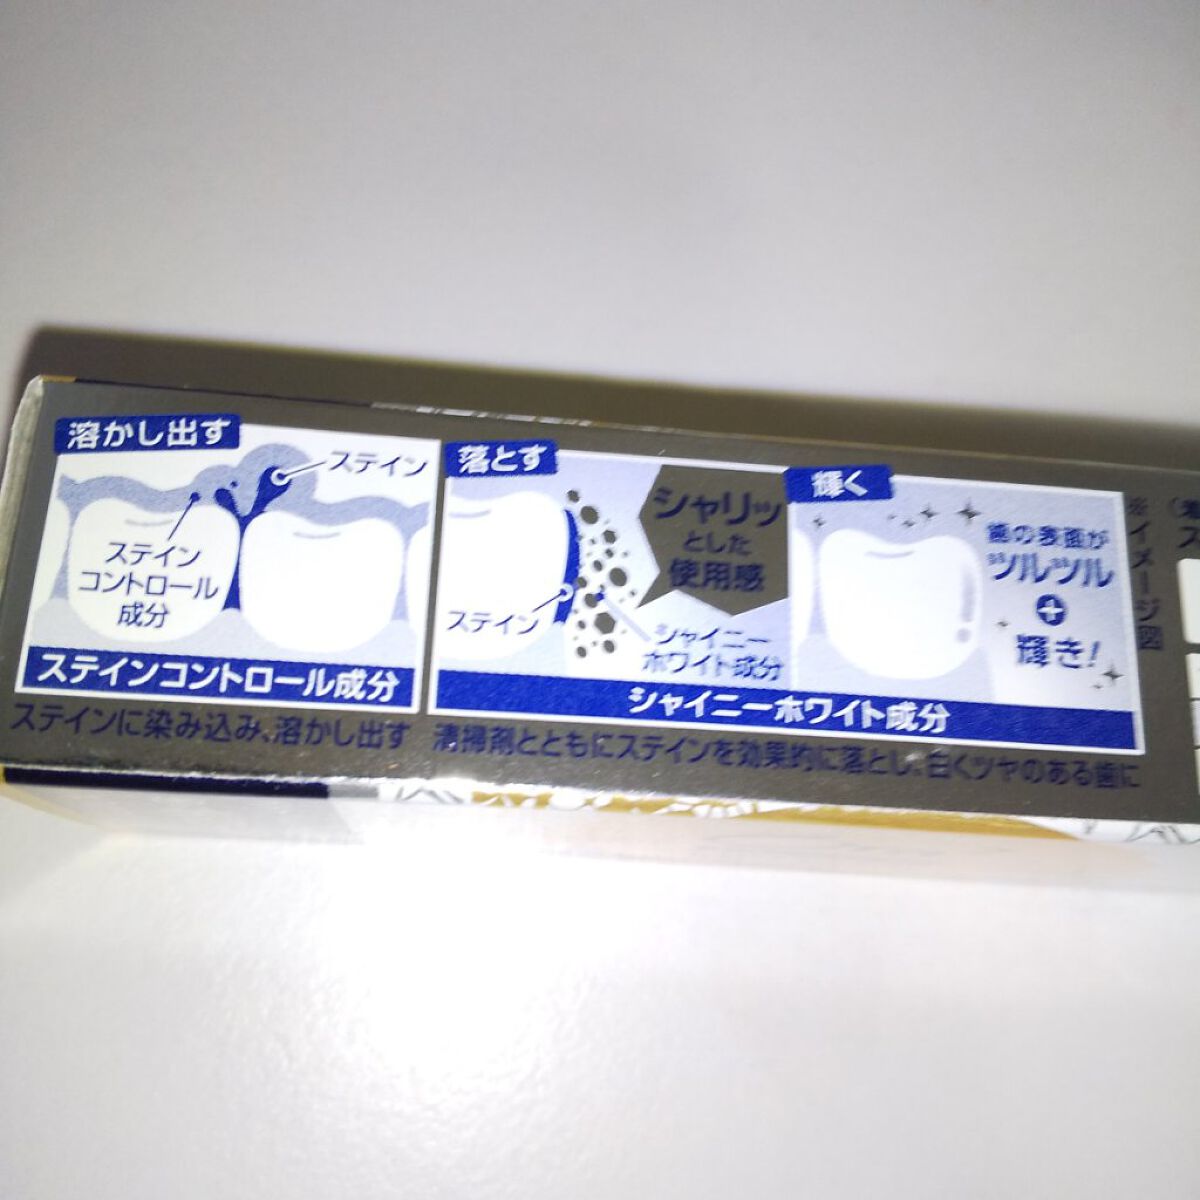 溶かし出す
ステイン
ステイン
コントロール
成分
ステインコントロール成分
ステインに染み込み、溶かし出す
落とす
シャリッ
とした
使用感
ステイン
シャイニー
ホワイト成分
輝く
歯の表面が
ツルツル
+
輝き!
シャイニーホワイト成分
清掃剤とともにステインを効果的に落とし、白くツヤのある歯に
※イメージ図